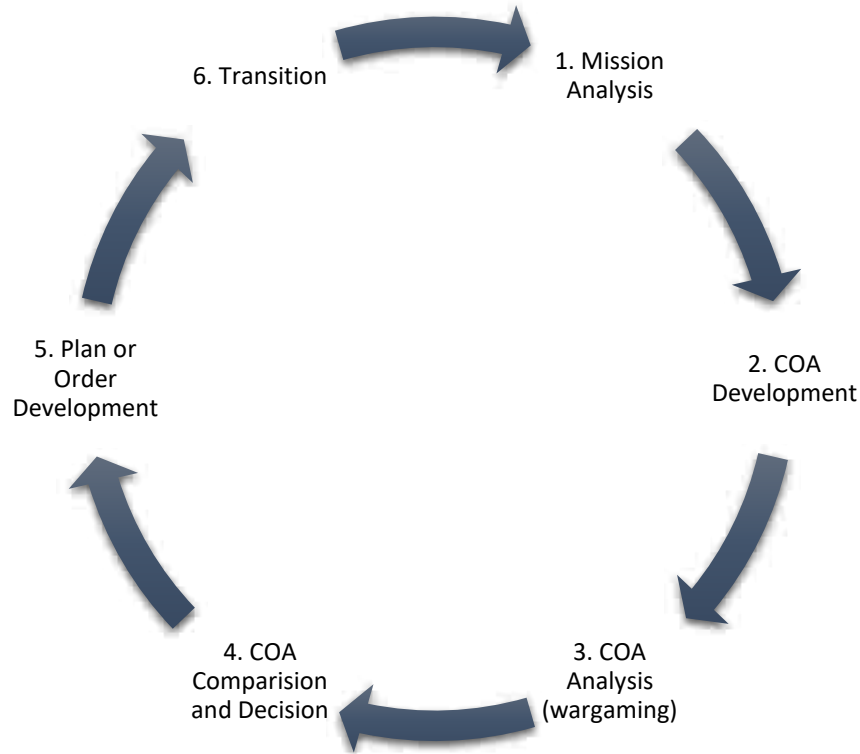 1. Mission
Analysis
2. COA
Development
3. COA
Analysis
(wargaming)
4. COA
Comparision
and Decision
5. Plan or
Order
Development
6. Transition